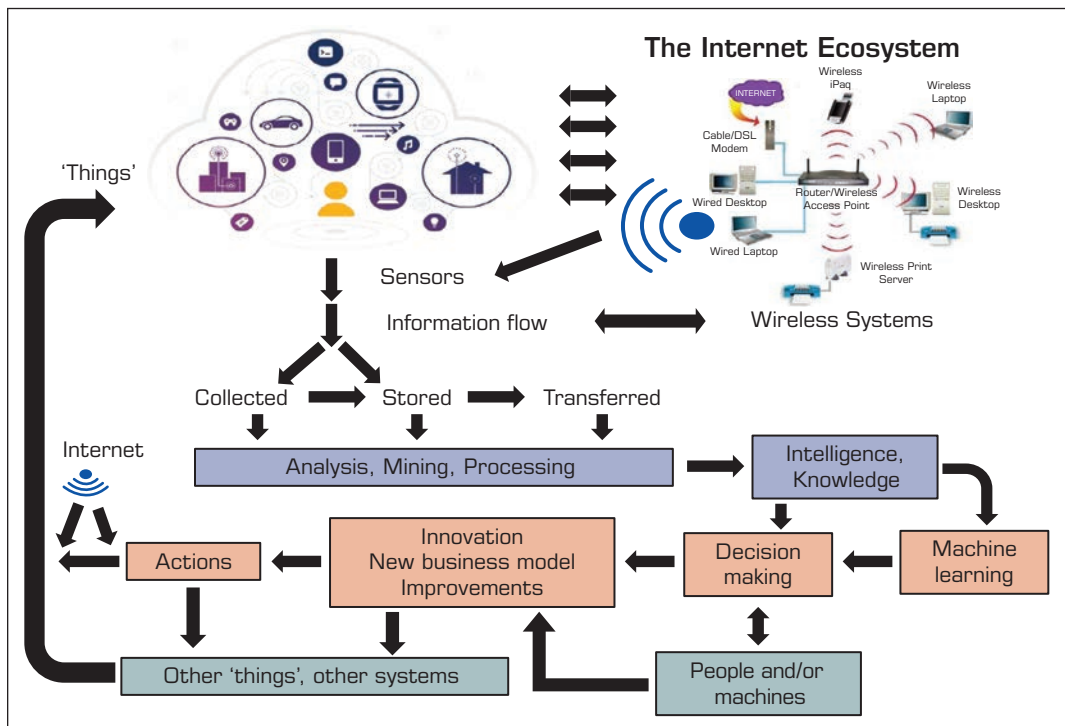 The Internet Ecosystem
Wireless
iPaq
INTERNET
Wireless
Laptop
Cable/DSL
Modem
'Things'
Wired Desktop
Router/Wireless
Access Point
Wireless
Desktop
Wired Laptop
Wireless Print
Server
Sensors
Information flow
Wireless Systems
Collected
Stored
Transferred
Internet
Analysis, Mining, Processing
Intelligence,
Knowledge
Actions
Innovation
New business model
Improvements
Decision
making
Machine
learning
Other 'things', other systems
People and/or
machines